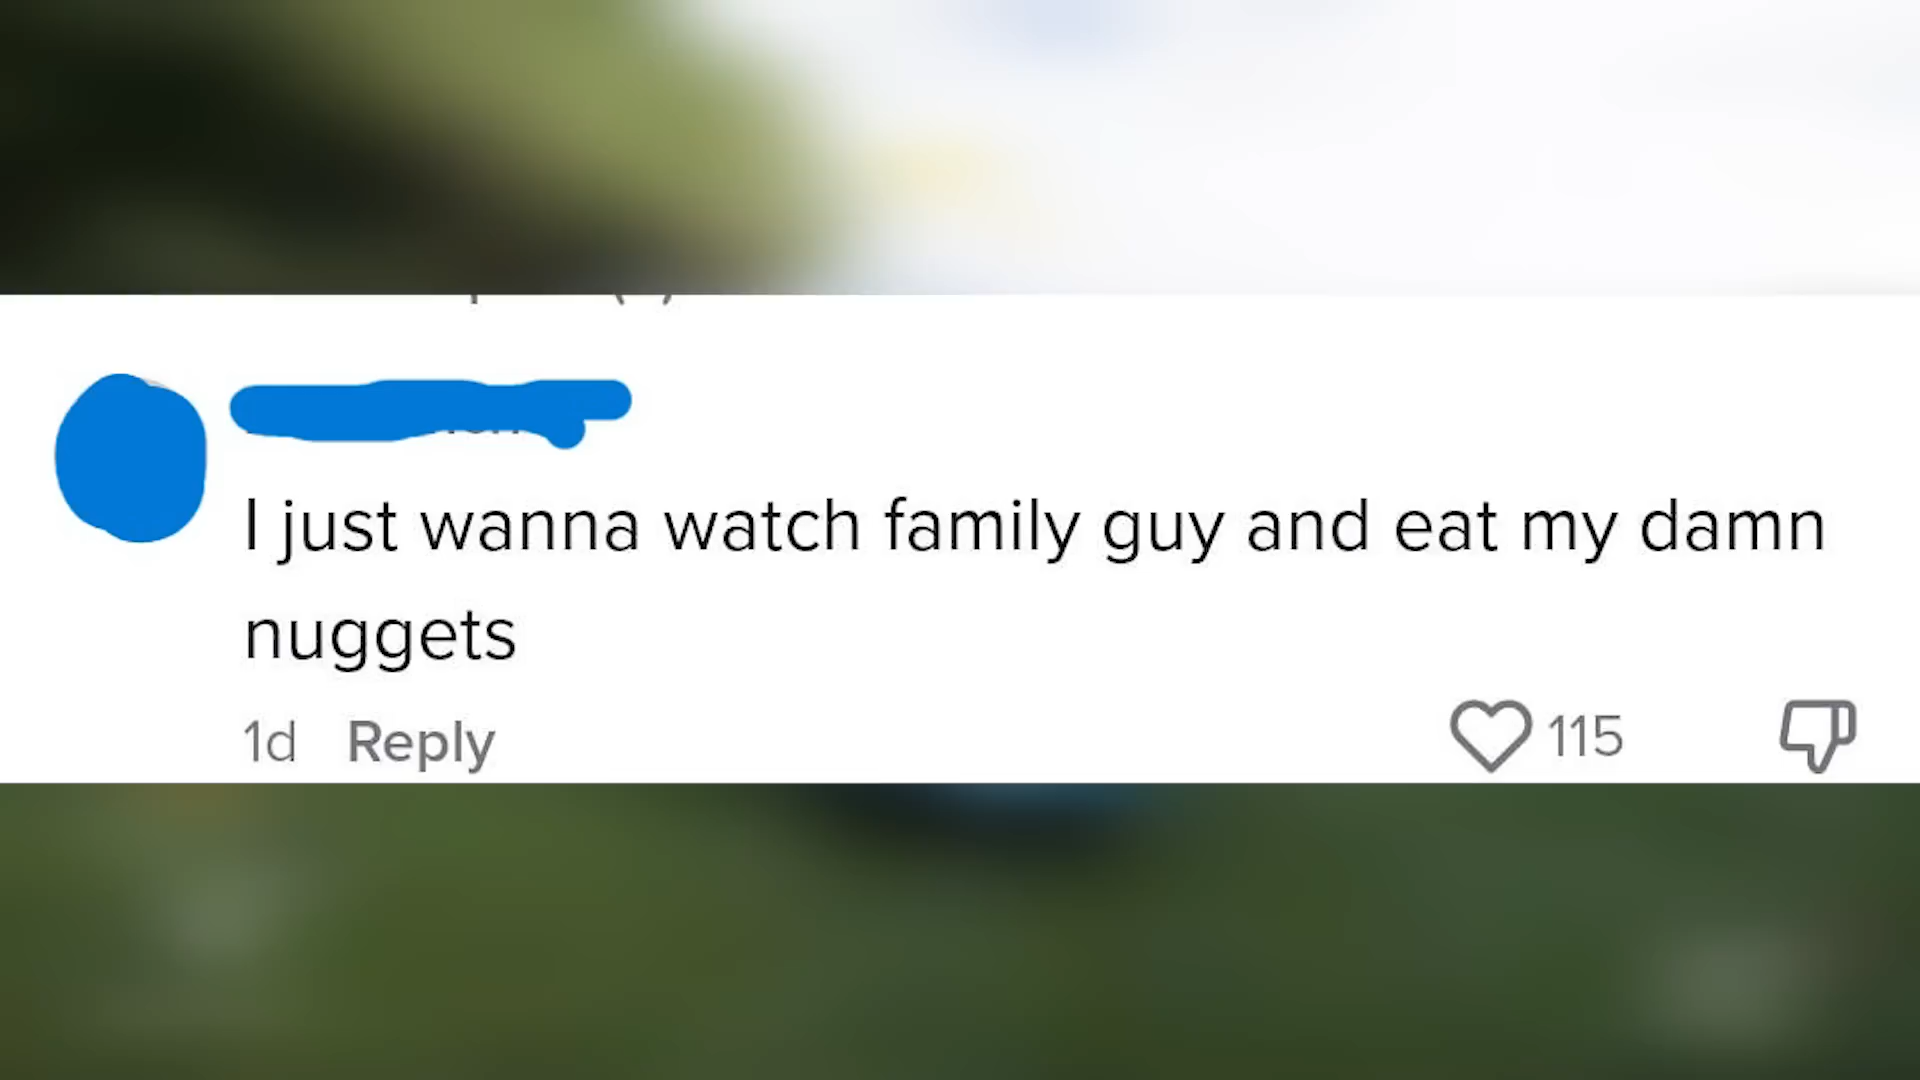 I just wanna watch family guy and eat my damn
nuggets
1d Reply 115